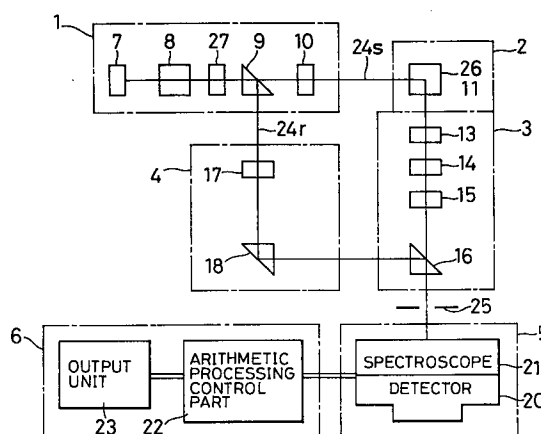 1
7
8
27
9
10
24s
2
26
11
24r
3
13
14
15
4
17
18
16
25
6
5
OUTPUT
UNIT
23
ARITHMETIC
PROCESSING
CONTROL
PART
22
SPECTROSCOPE
21
DETECTOR
20